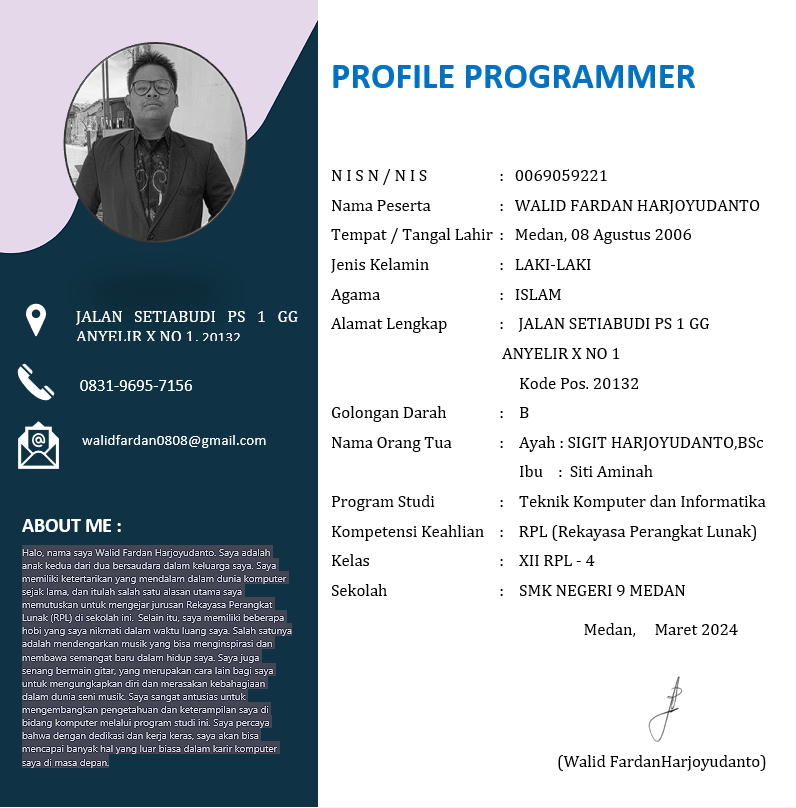 PROFILE PROGRAMMER
N I S N / N I S : 0069059221
Nama Peserta : WALID FARDAN HARJOYUDANTO
Tempat / Tangal Lahir : Medan, 08 Agustus 2006
Jenis Kelamin : LAKI-LAKI
Agama : ISLAM
Alamat Lengkap : JALAN SETIABUDI PS 1 GG
ANYELIR X NO 1
Kode Pos. 20132
Golongan Darah : B
Nama Orang Tua : Ayah : SIGIT HARJOYUDANTO,BSc
Ibu : Siti Aminah
Program Studi : Teknik Komputer dan Informatika
Kompetensi Keahlian : RPL (Rekayasa Perangkat Lunak)
Kelas : XII RPL - 4
Sekolah : SMK NEGERI 9 MEDAN
Medan, Maret 2024
(Walid FardanHarjoyudanto)
JALAN SETIABUDI PS 1 GG
ANYELIR X NO 1. 20132
0831-9695-7156
walidfardan0808@gmail.com
ABOUT ME :
Halo, nama saya Walid Fardan Harjoyudanto. Saya adalah
anak kedua dari dua bersaudara dalam keluarga saya. Saya
memiliki ketertarikan yang mendalam dalam dunia komputer
sejak lama, dan itulah salah satu alasan utama saya
memutuskan untuk mengejar jurusan Rekayasa Perangkat
Lunak (RPL) di sekolah ini. Selain itu, saya memiliki beberapa
hobi yang saya nikmati dalam waktu luang saya. Salah satunya
adalah mendengarkan musik yang bisa menginspirasi dan
membawa semangat baru dalam hidup saya. Saya juga
senang bermain gitar, yang merupakan cara lain bagi saya
untuk mengungkapkan diri dan merasakan kebahagiaan
dalam dunia seni musik. Saya sangat antusias untuk
mengembangkan pengetahuan dan keterampilan saya di
bidang komputer melalui program studi ini. Saya percaya
bahwa dengan dedikasi dan kerja keras, saya akan bisa
mencapai banyak hal yang luar biasa dalam karir komputer
saya di masa depan.